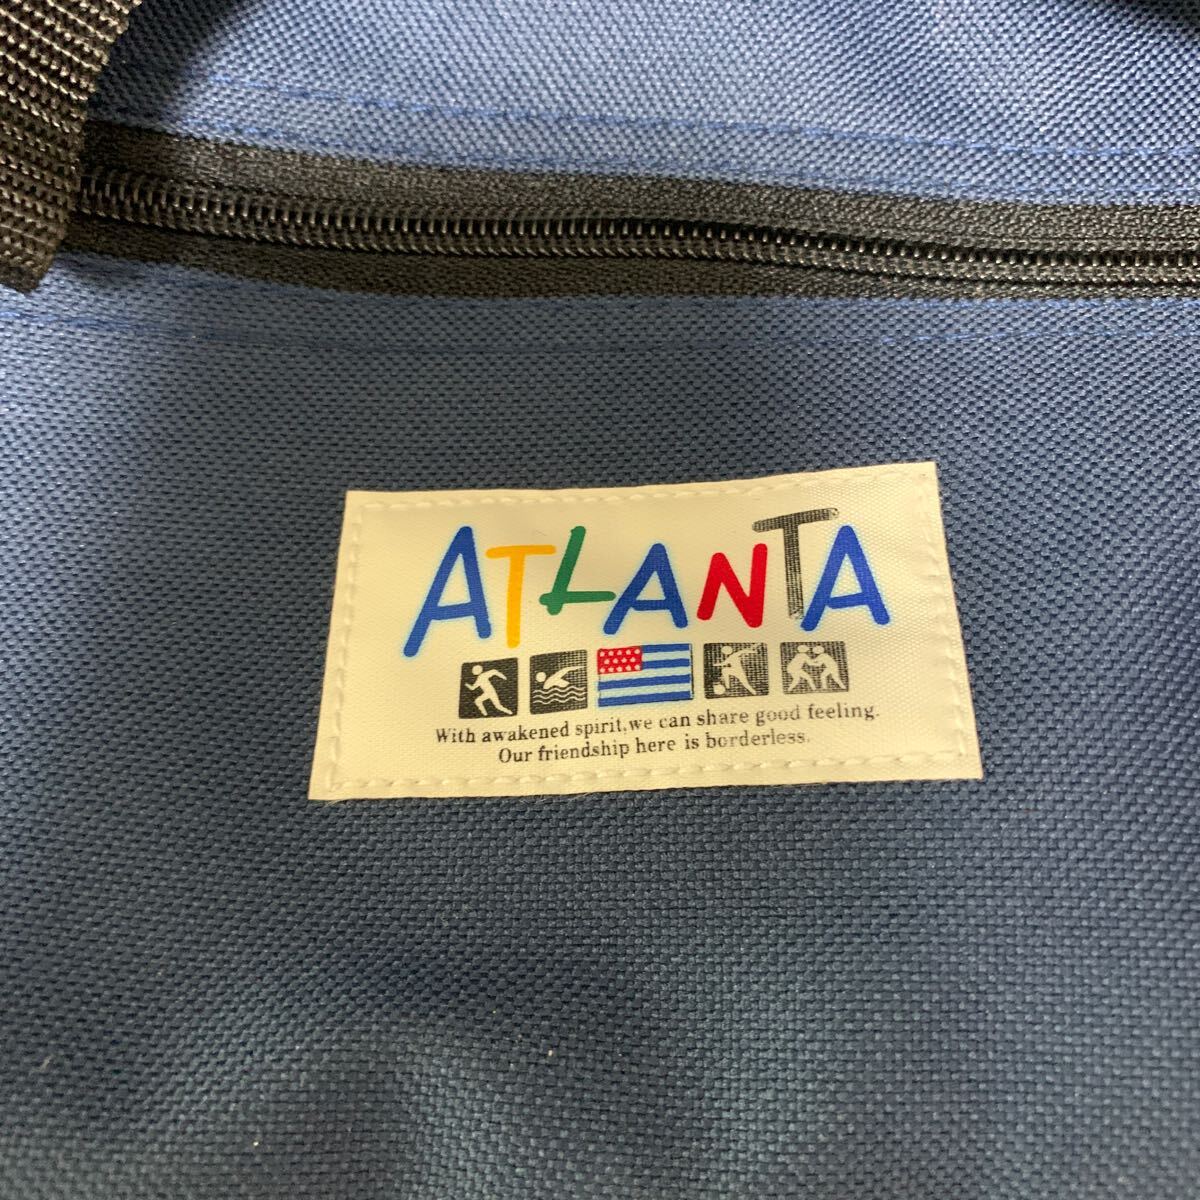 ATLANTA
With awakened spirit,we can share good feeling.
Our friendship here is borderless.